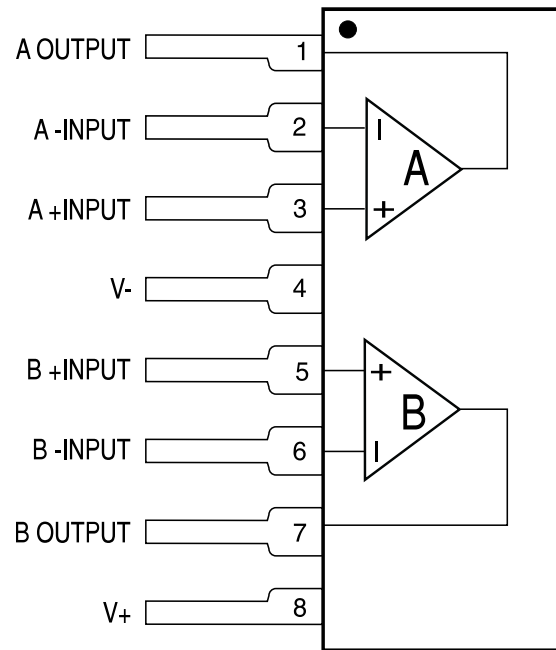 A OUTPUT 1
A -INPUT 2
A +INPUT 3
V- 4
B +INPUT 5
B -INPUT 6
B OUTPUT 7
V+ 8
- A +
+ B -